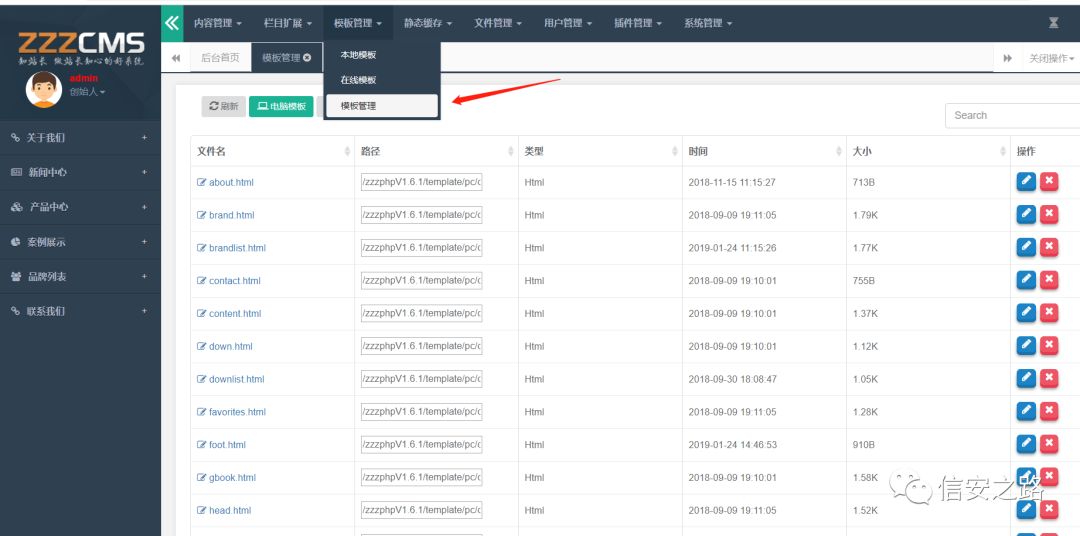 内容管理 栏目扩展 模板管理 静态缓存 文件管理 用户管理 插件管理 系统管理
ZZZCMS
知站长 做站长知心的好系统
admin
创始人
后台首页 模板管理 关闭操作
本地模板
在线模板
模板管理
刷新 电脑模板
Search
关于我们 +
新闻中心 +
产品中心 +
案例展示 +
品牌列表 +
联系我们 +
文件名 路径 类型 时间 大小 操作
about.html /zzzphpV1.6.1/template/pc/c Html 2018-11-15 11:15:27 713B
brand.html /zzzphpV1.6.1/template/pc/c Html 2018-09-09 19:11:05 1.79K
brandlist.html /zzzphpV1.6.1/template/pc/c Html 2019-01-24 11:15:26 1.77K
contact.html /zzzphpV1.6.1/template/pc/c Html 2018-09-09 19:10:01 755B
content.html /zzzphpV1.6.1/template/pc/c Html 2018-09-09 19:10:01 1.37K
down.html /zzzphpV1.6.1/template/pc/c Html 2018-09-09 19:10:01 1.12K
downlist.html /zzzphpV1.6.1/template/pc/c Html 2018-09-30 18:08:47 1.05K
favorites.html /zzzphpV1.6.1/template/pc/c Html 2018-09-09 19:11:05 1.28K
foot.html /zzzphpV1.6.1/template/pc/c Html 2019-01-24 14:46:53 910B
gbook.html /zzzphpV1.6.1/template/pc/c Html 2018-09-09 19:10:01 1.58K
head.html /zzzphpV1.6.1/template/pc/c Html 2018-09-09 19:11:05 1.52K
信安之路